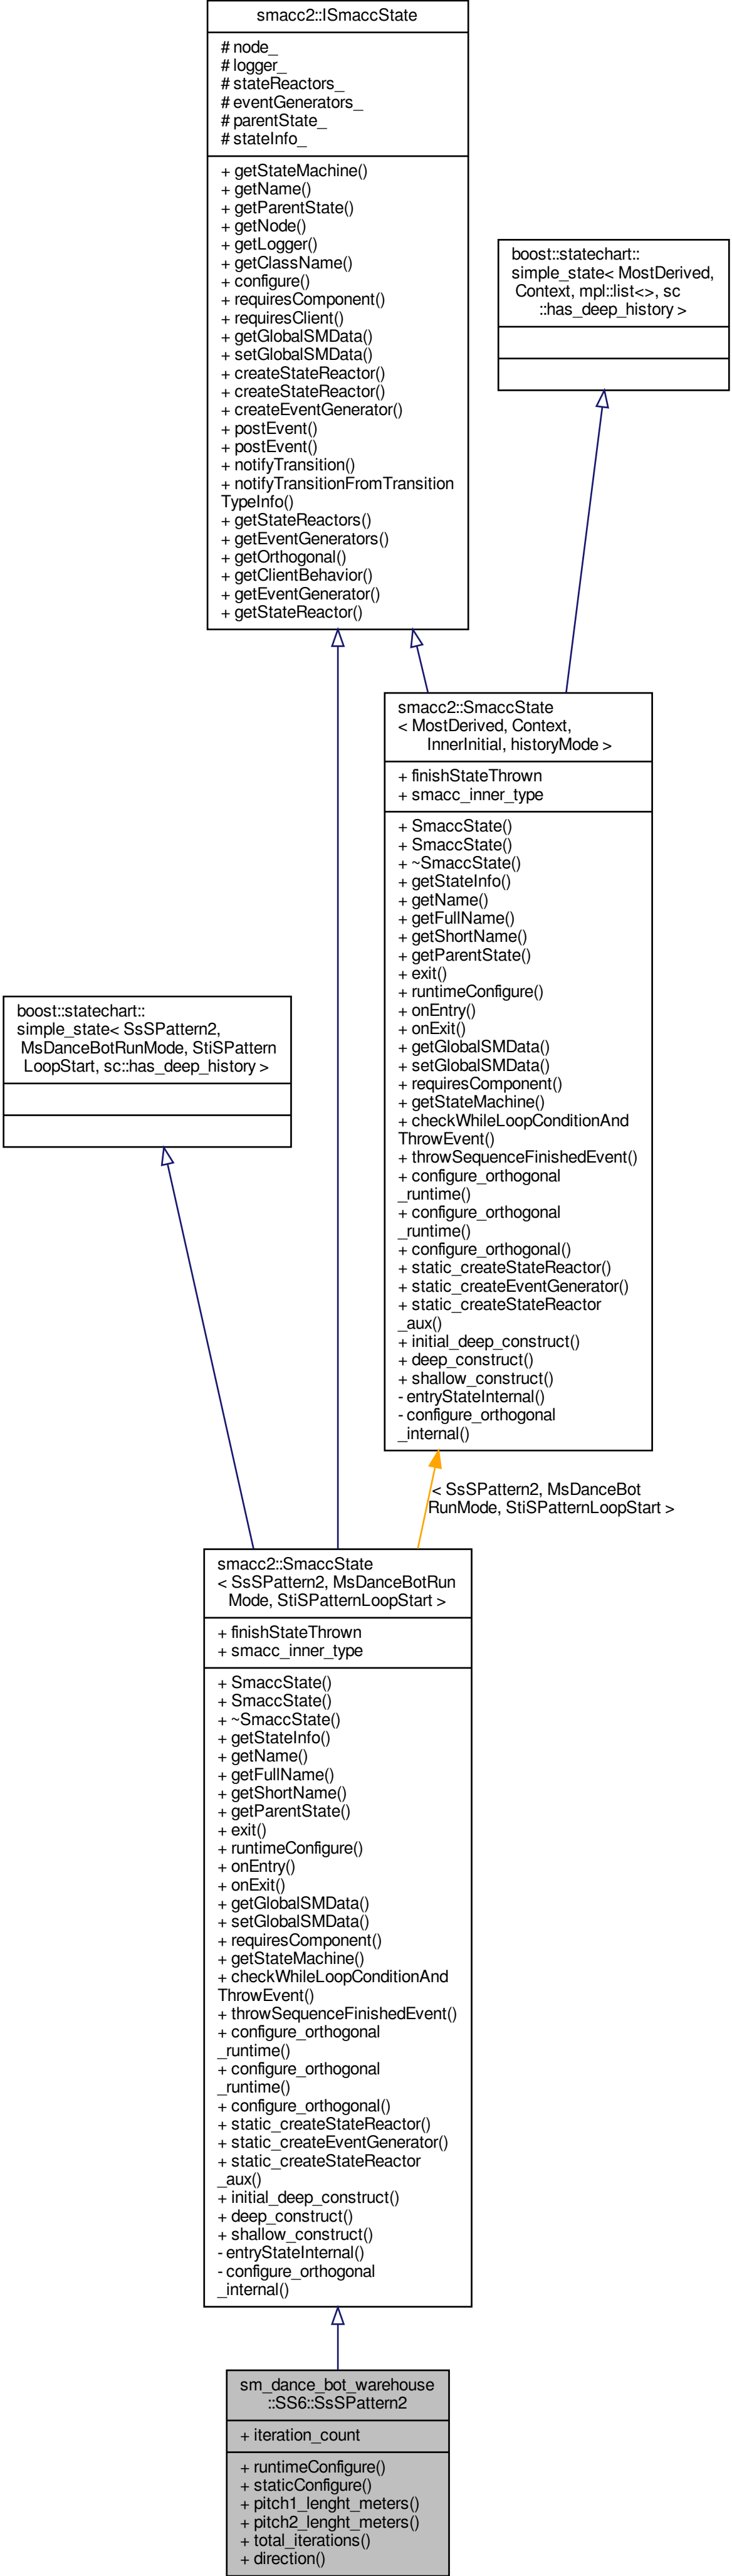 smacc2::ISmaccState
# node_
# logger_
# stateReactors_
# eventGenerators_
# parentState_
# stateInfo_
+ getStateMachine()
+ getName()
+ getParentState()
+ getNode()
+ getLogger()
+ getClassName()
+ configure()
+ requiresComponent()
+ requiresClient()
+ getGlobalSMData()
+ setGlobalSMData()
+ createStateReactor()
+ createStateReactor()
+ createEventGenerator()
+ postEvent()
+ postEvent()
+ notifyTransition()
+ notifyTransitionFromTransition
TypeInfo()
+ getStateReactors()
+ getEventGenerators()
+ getOrthogonal()
+ getClientBehavior()
+ getEventGenerator()
+ getStateReactor()
boost::statechart::
simple_state< MostDerived,
Context, mpl::list<>, sc
::has_deep_history >
smacc2::SmaccState
< MostDerived, Context,
InnerInitial, historyMode >
+ finishStateThrown
+ smacc_inner_type
+ SmaccState()
+ SmaccState()
+ ~SmaccState()
+ getStateInfo()
+ getName()
+ getFullName()
+ getShortName()
+ getParentState()
+ exit()
+ runtimeConfigure()
+ onEntry()
+ onExit()
+ getGlobalSMData()
+ setGlobalSMData()
+ requiresComponent()
+ getStateMachine()
+ checkWhileLoopConditionAnd
ThrowEvent()
+ throwSequenceFinishedEvent()
+ configure_orthogonal
_runtime()
+ configure_orthogonal
_runtime()
+ configure_orthogonal()
+ static_createStateReactor()
+ static_createEventGenerator()
+ static_createStateReactor
_aux()
+ initial_deep_construct()
+ deep_construct()
+ shallow_construct()
- entryStateInternal()
- configure_orthogonal
_internal()
boost::statechart::
simple_state< SsSPattern2,
MsDanceBotRunMode, StiSPattern
LoopStart, sc::has_deep_history >
< SsSPattern2, MsDanceBot
RunMode, StiSPatternLoopStart >
smacc2::SmaccState
< SsSPattern2, MsDanceBotRun
Mode, StiSPatternLoopStart >
+ finishStateThrown
+ smacc_inner_type
+ SmaccState()
+ SmaccState()
+ ~SmaccState()
+ getStateInfo()
+ getName()
+ getFullName()
+ getShortName()
+ getParentState()
+ exit()
+ runtimeConfigure()
+ onEntry()
+ onExit()
+ getGlobalSMData()
+ setGlobalSMData()
+ requiresComponent()
+ getStateMachine()
+ checkWhileLoopConditionAnd
ThrowEvent()
+ throwSequenceFinishedEvent()
+ configure_orthogonal
_runtime()
+ configure_orthogonal
_runtime()
+ configure_orthogonal()
+ static_createStateReactor()
+ static_createEventGenerator()
+ static_createStateReactor
_aux()
+ initial_deep_construct()
+ deep_construct()
+ shallow_construct()
- entryStateInternal()
- configure_orthogonal
_internal()
sm_dance_bot_warehouse
::SS6::SsSPattern2
+ iteration_count
+ runtimeConfigure()
+ staticConfigure()
+ pitch1_lenght_meters()
+ pitch2_lenght_meters()
+ total_iterations()
+ direction()